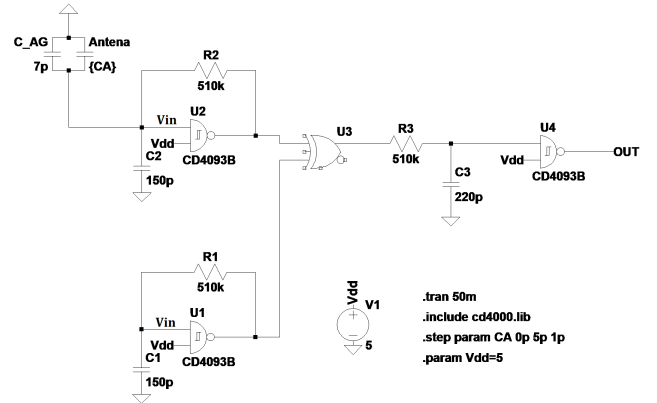 C_AG
7p
Antena
{CA}
R2
510k
U2
Vin
Vdd
CD4093B
C2
150p
U3
R3
510k
C3
220p
U4
Vdd
CD4093B
OUT
R1
510k
U1
Vin
Vdd
CD4093B
C1
150p
Vdd
V1
5
.tran 50m
.include cd4000.lib
.step param CA 0p 5p 1p
.param Vdd=5